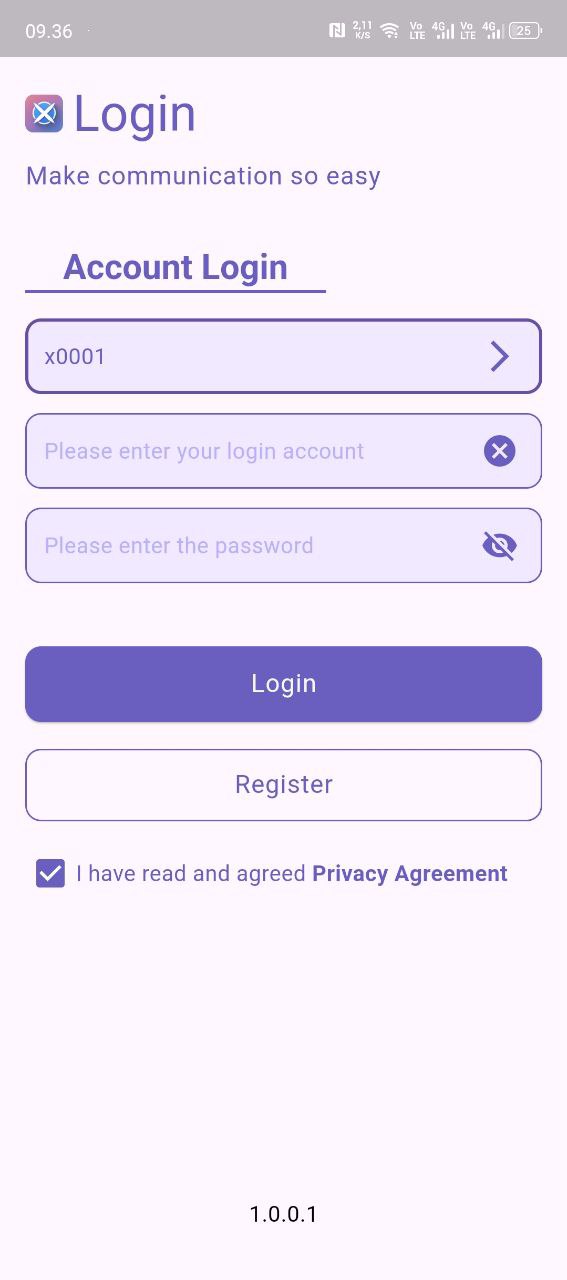 09.36
2,11
K/S
Vo
LTE
4G
Vo
LTE
4G
25
Login
Make communication so easy
Account Login
x0001
Please enter your login account
Please enter the password
Login
Register
I have read and agreed Privacy Agreement
1.0.0.1